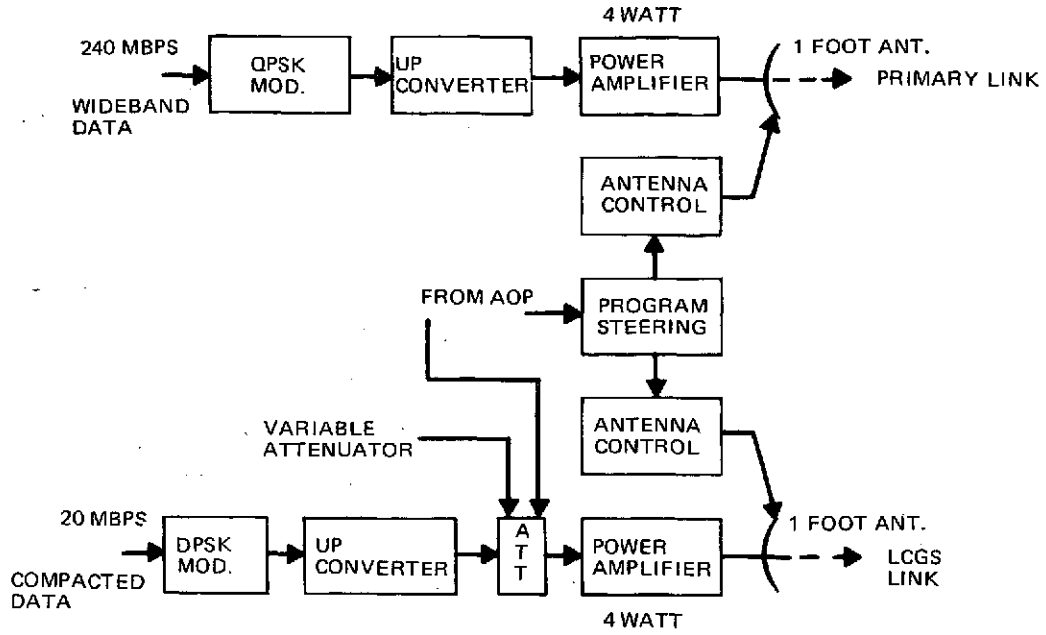 4 WATT
240 MBPS
WIDEBAND
DATA
QPSK
MOD.
UP
CONVERTER
POWER
AMPLIFIER
1 FOOT ANT.
PRIMARY LINK
ANTENNA
CONTROL
FROM AOP
PROGRAM
STEERING
ANTENNA
CONTROL
VARIABLE
ATTENUATOR
20 MBPS
COMPACTED
DATA
DPSK
MOD.
UP
CONVERTER
A
T
T
POWER
AMPLIFIER
4 WATT
1 FOOT ANT.
LCGS
LINK